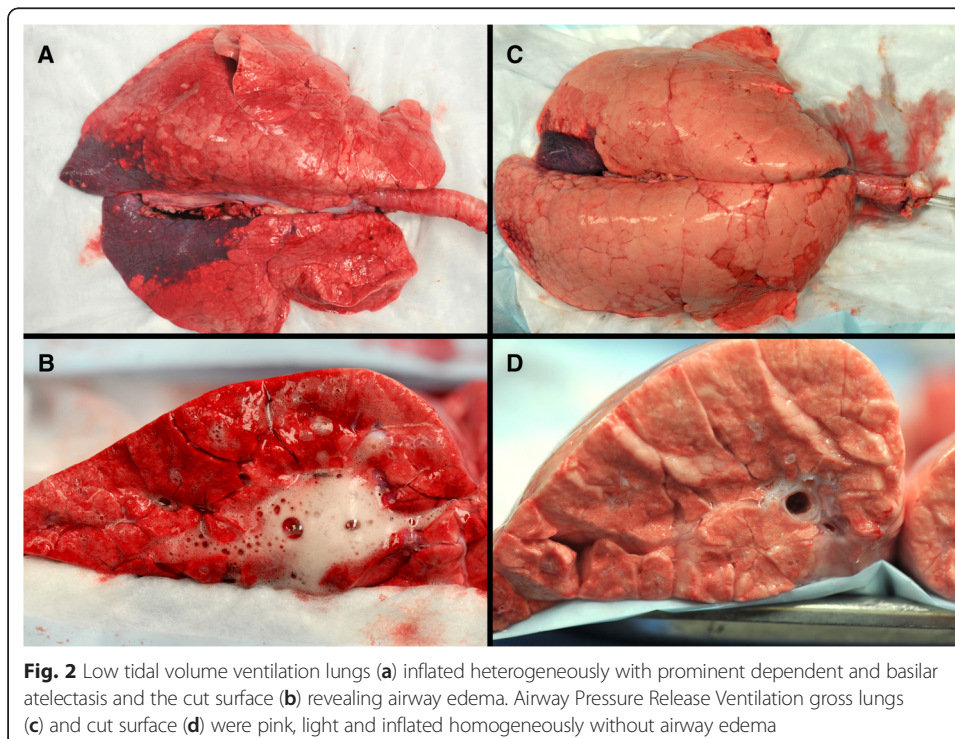 A
C
B
D
Fig. 2 Low tidal volume ventilation lungs (a) inflated heterogeneously with prominent dependent and basilar
atelectasis and the cut surface (b) revealing airway edema. Airway Pressure Release Ventilation gross lungs
(c) and cut surface (d) were pink, light and inflated homogeneously without airway edema